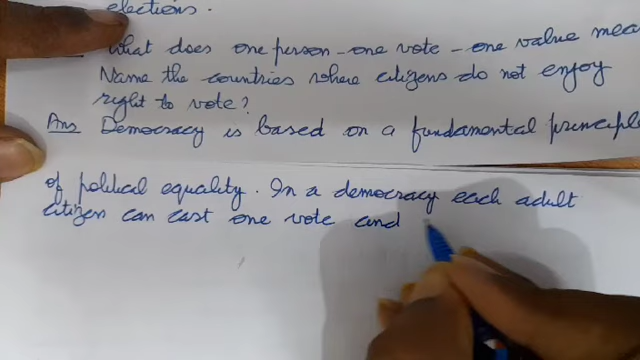 elections.
What does one person - one vote - one value mea
Name the countries where citizens do not enjoy
right to vote?
Ans Democracy is based on a fundamental principle
of political equality. In a democracy each adult
citizen can cast one vote and